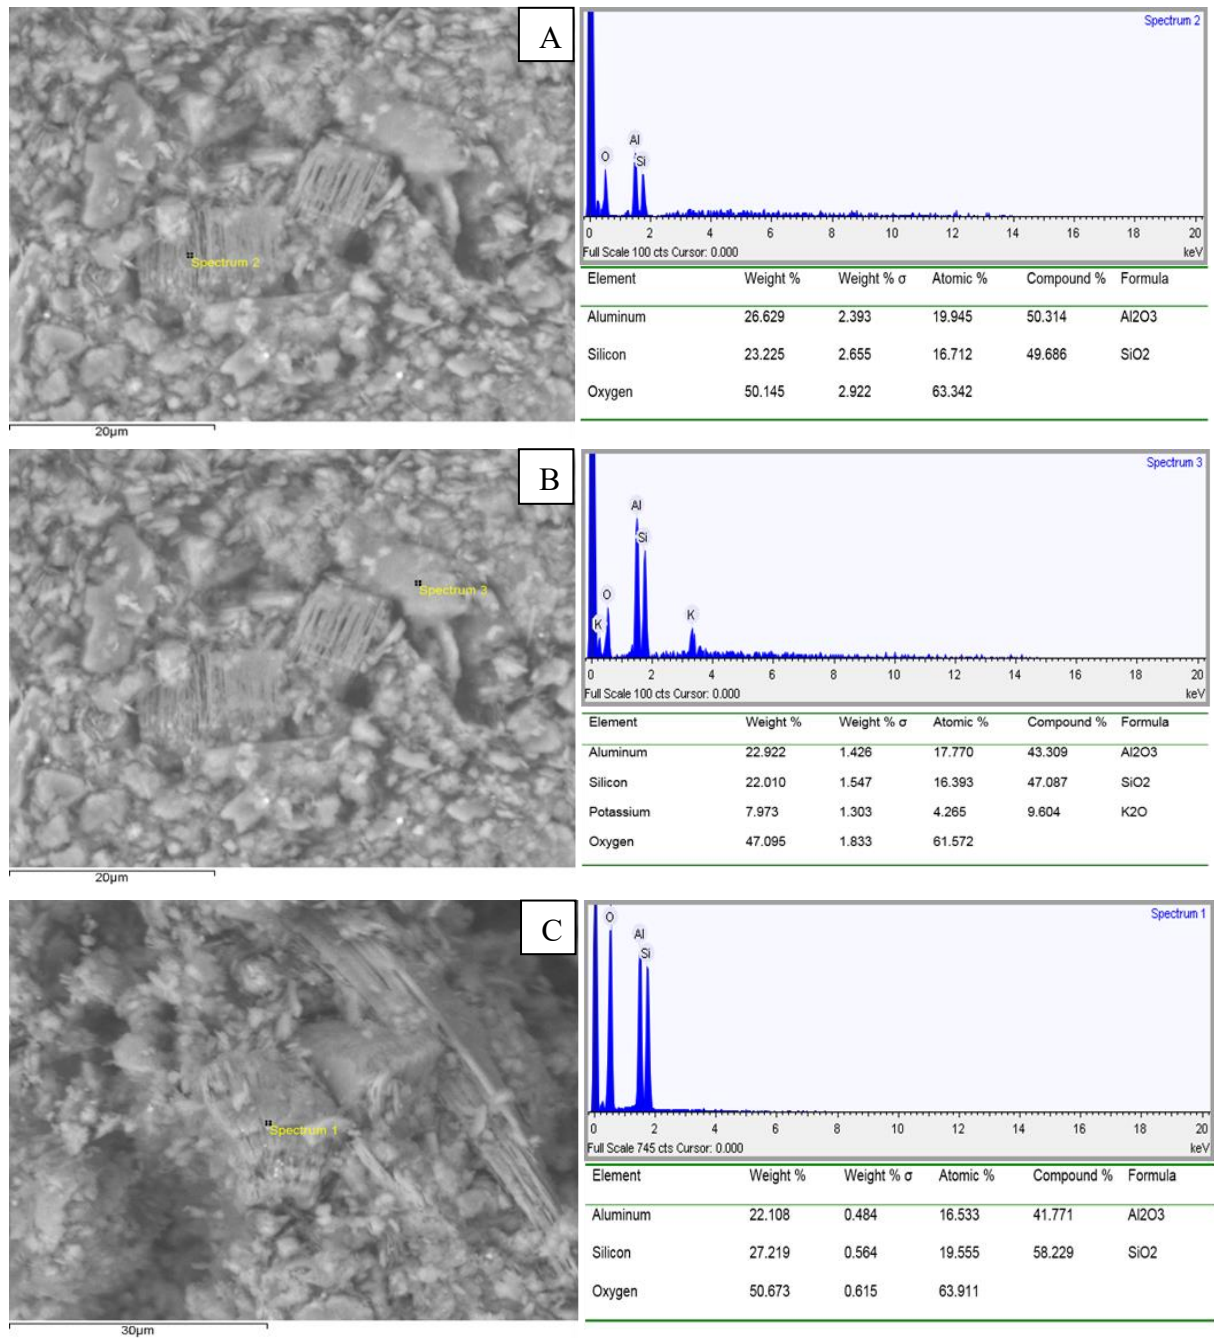 A
Spectrum 2
20µm
Spectrum 2
O
Al
Si
0 2 4 6 8 10 12 14 16 18 20
Full Scale 100 cts Cursor: 0.000 keV
Element Weight % Weight % σ Atomic % Compound % Formula
Aluminum 26.629 2.393 19.945 50.314 Al2O3
Silicon 23.225 2.655 16.712 49.686 SiO2
Oxygen 50.145 2.922 63.342
B
Spectrum 3
20µm
Spectrum 3
K
O
Al
Si
K
0 2 4 6 8 10 12 14 16 18 20
Full Scale 100 cts Cursor: 0.000 keV
Element Weight % Weight % σ Atomic % Compound % Formula
Aluminum 22.922 1.426 17.770 43.309 Al2O3
Silicon 22.010 1.547 16.393 47.087 SiO2
Potassium 7.973 1.303 4.265 9.604 K2O
Oxygen 47.095 1.833 61.572
C
Spectrum 1
30µm
Spectrum 1
O
Al
Si
0 2 4 6 8 10 12 14 16 18 20
Full Scale 745 cts Cursor: 0.000 keV
Element Weight % Weight % σ Atomic % Compound % Formula
Aluminum 22.108 0.484 16.533 41.771 Al2O3
Silicon 27.219 0.564 19.555 58.229 SiO2
Oxygen 50.673 0.615 63.911